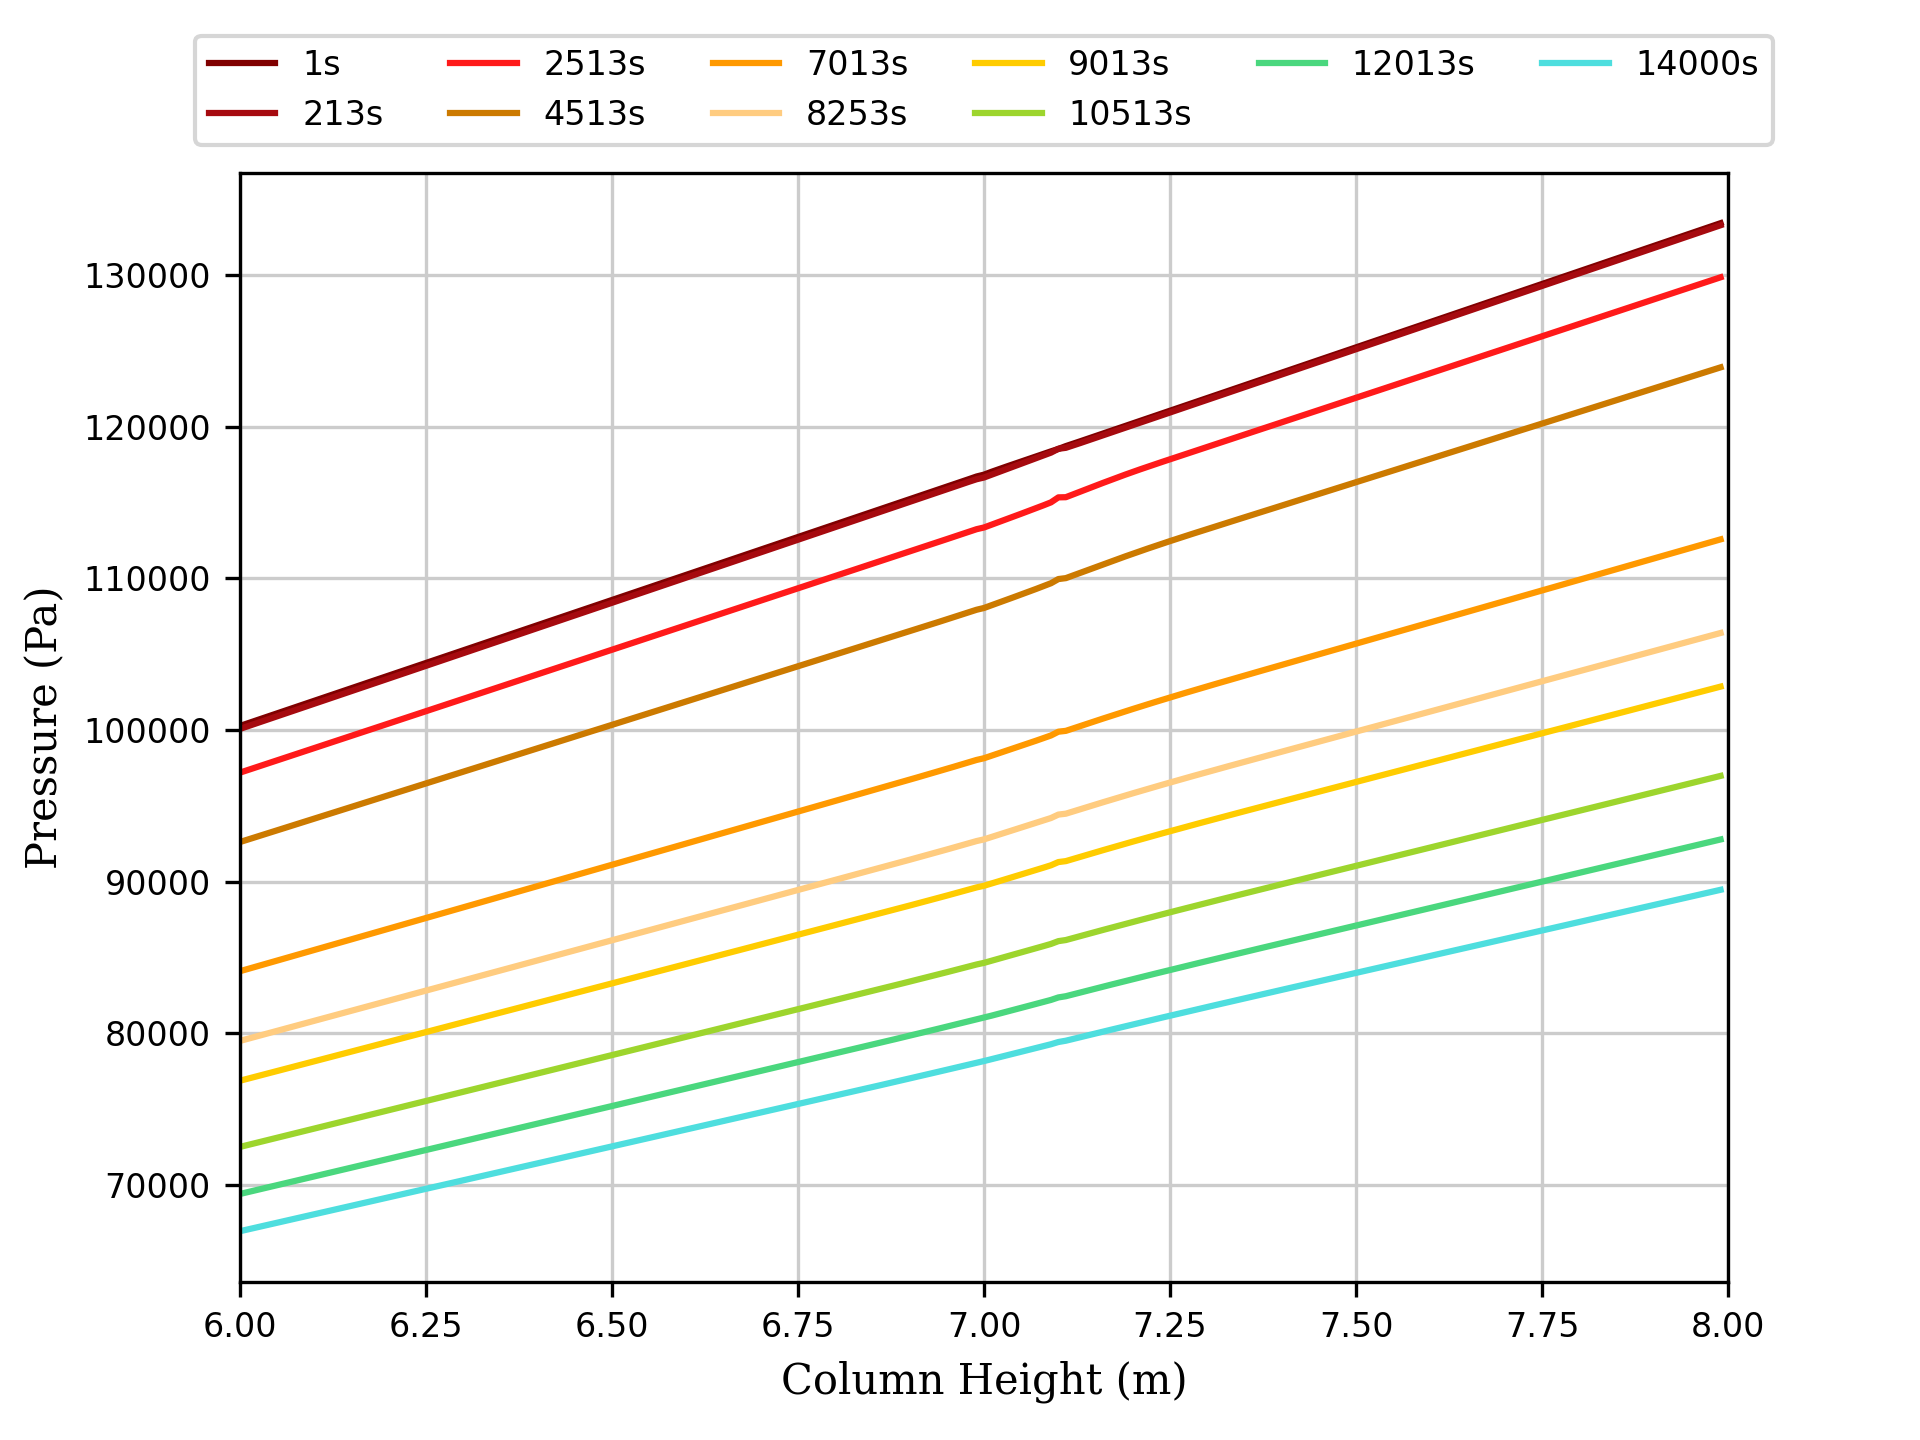 1s 2513s 7013s 9013s 12013s 14000s
213s 4513s 8253s 10513s
130000
120000
110000
100000
90000
80000
70000
Pressure (Pa)
6.00 6.25 6.50 6.75 7.00 7.25 7.50 7.75 8.00
Column Height (m)